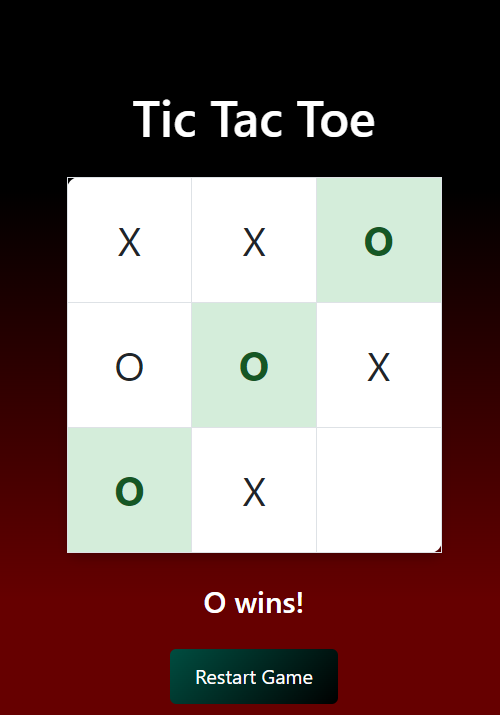 Tic Tac Toe
X X O
O O X
O X
O wins!
Restart Game